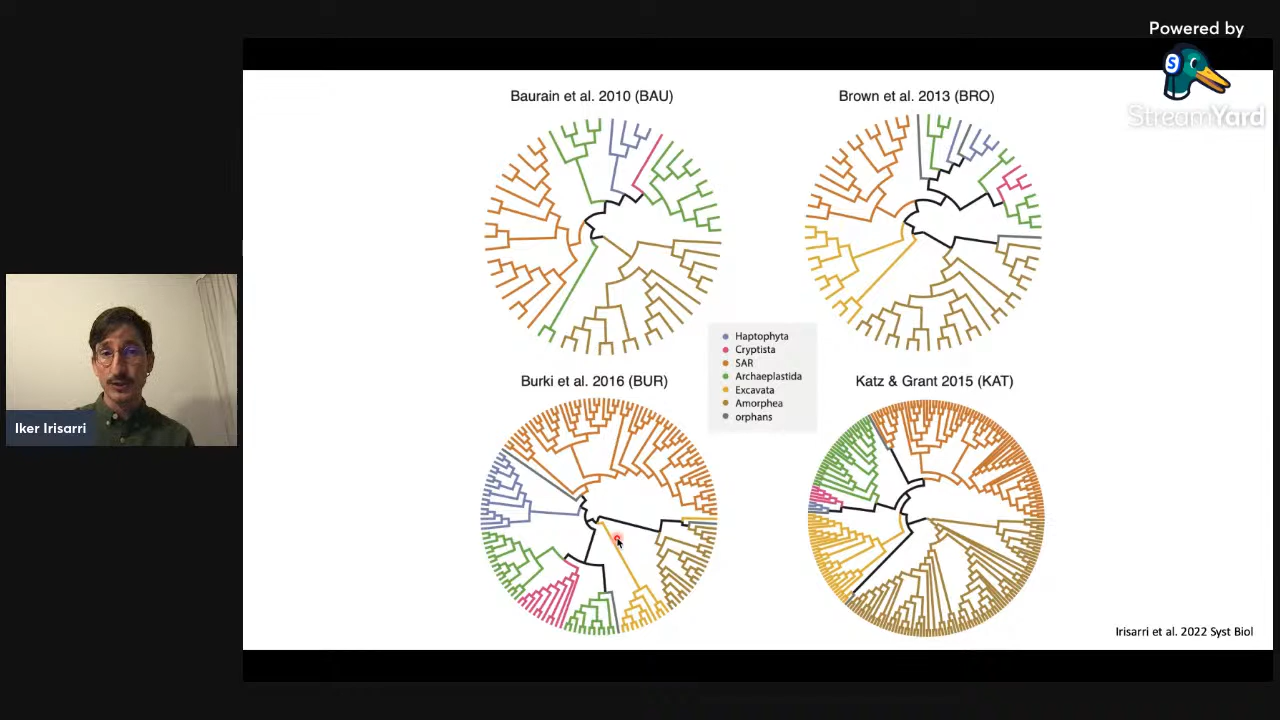 Powered by
StreamYard
Baurain et al. 2010 (BAU)
Brown et al. 2013 (BRO)
Haptophyta
Cryptista
SAR
Archaeplastida
Excavata
Amorphea
orphans
Burki et al. 2016 (BUR)
Katz & Grant 2015 (KAT)
Iker Irisarri
Irisarri et al. 2022 Syst Biol